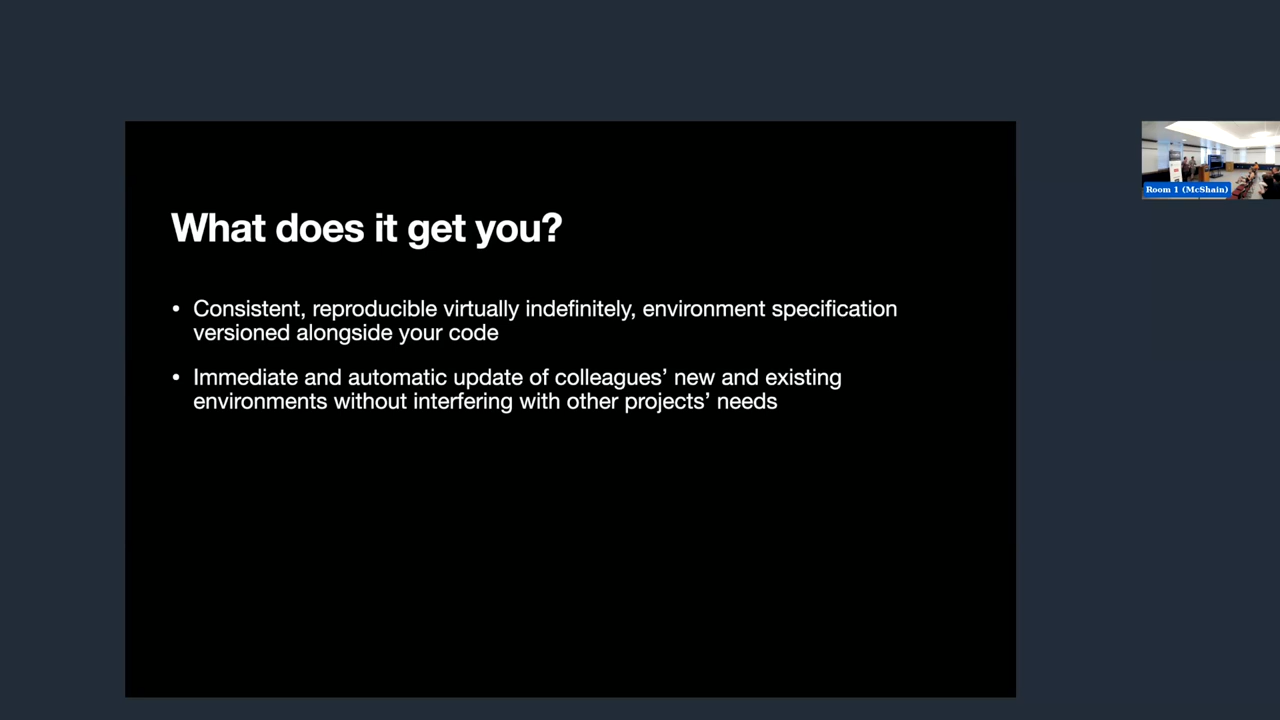 What does it get you?
• Consistent, reproducible virtually indefinitely, environment specification
versioned alongside your code
• Immediate and automatic update of colleagues’ new and existing
environments without interfering with other projects’ needs
Room 1 (McShain)